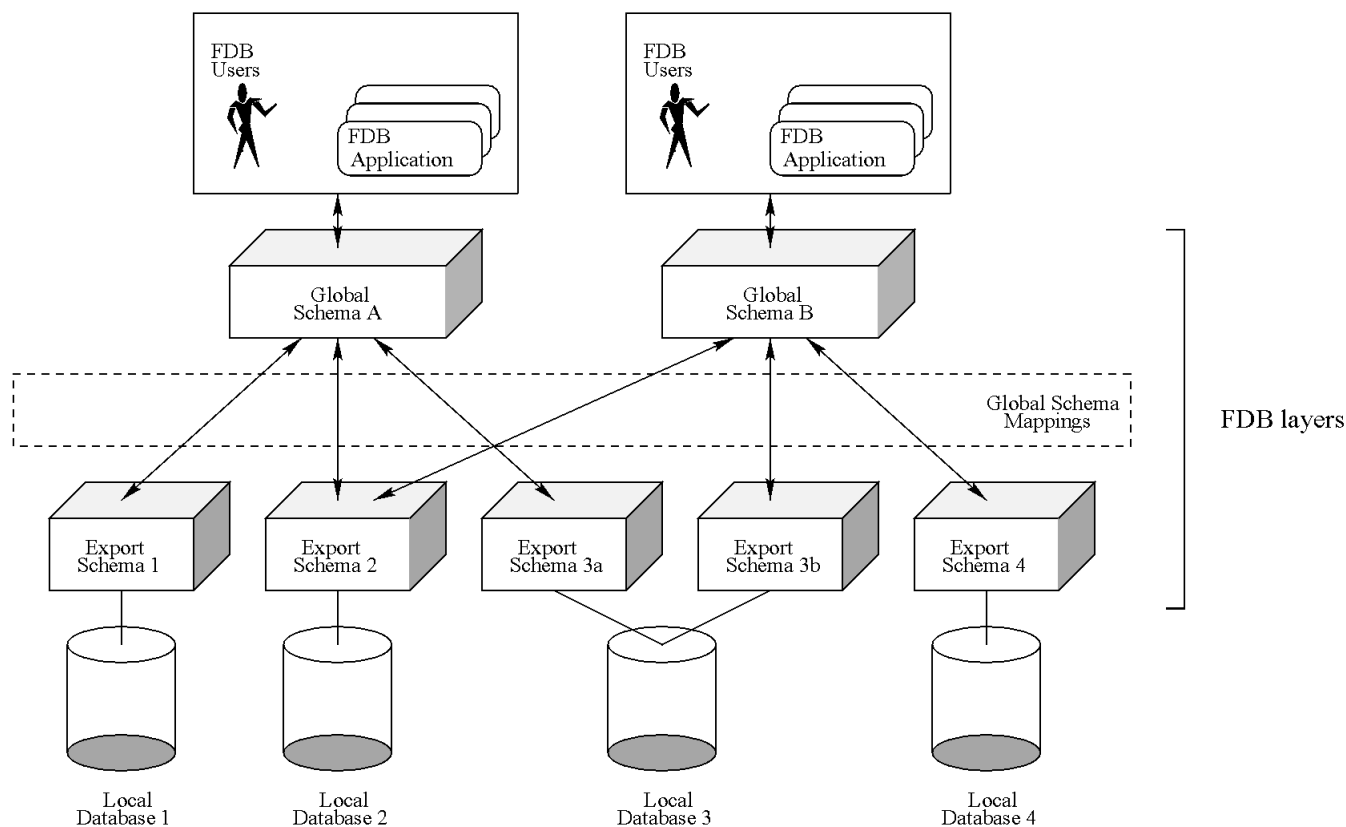 FDB
Users
FDB
Application
FDB
Users
FDB
Application
Global
Schema A
Global
Schema B
Global Schema
Mappings
FDB layers
Export
Schema 1
Export
Schema 2
Export
Schema 3a
Export
Schema 3b
Export
Schema 4
Local
Database 1
Local
Database 2
Local
Database 3
Local
Database 4